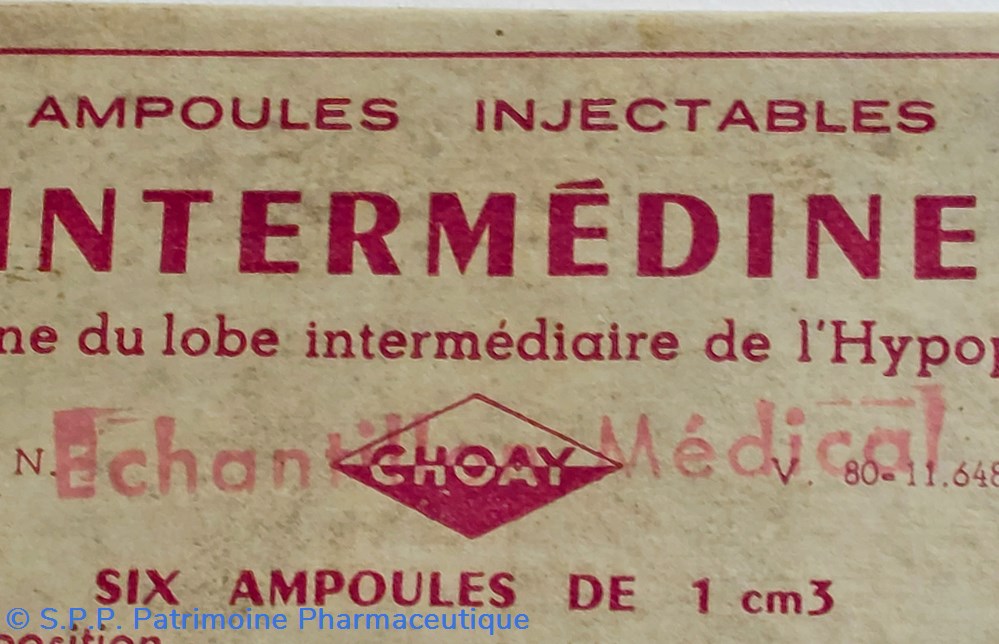 AMPOULES INJECTABLES
INTERMÉDINE
ne du lobe intermédiaire de l'Hypop
Echantillon Médical
N.
CHOAY
V. 80-11.648
SIX AMPOULES DE 1 cm3
© S.P.P. Patrimoine Pharmaceutique
position